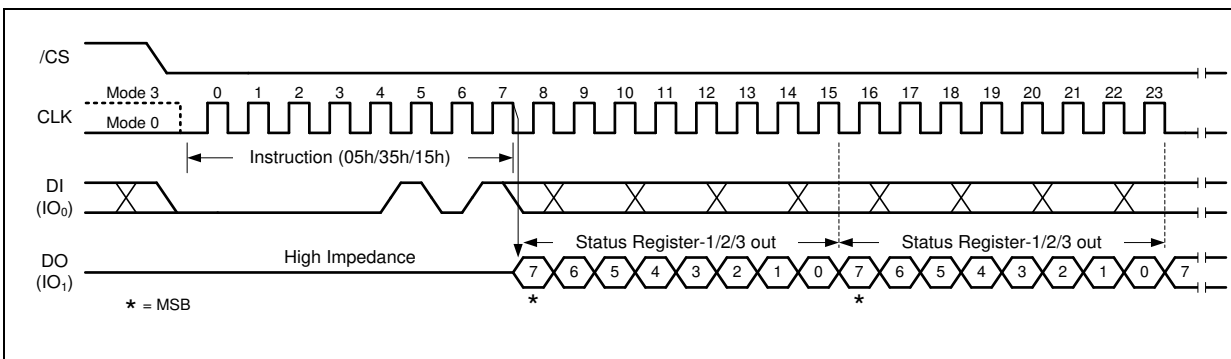 /CS
Mode 3 0 1 2 3 4 5 6 7 8 9 10 11 12 13 14 15 16 17 18 19 20 21 22 23
CLK
Mode 0
Instruction (05h/35h/15h)
DI
(IO0)
Status Register-1/2/3 out Status Register-1/2/3 out
High Impedance
DO
(IO1)
7 6 5 4 3 2 1 0 7 6 5 4 3 2 1 0 7
* *
* = MSB